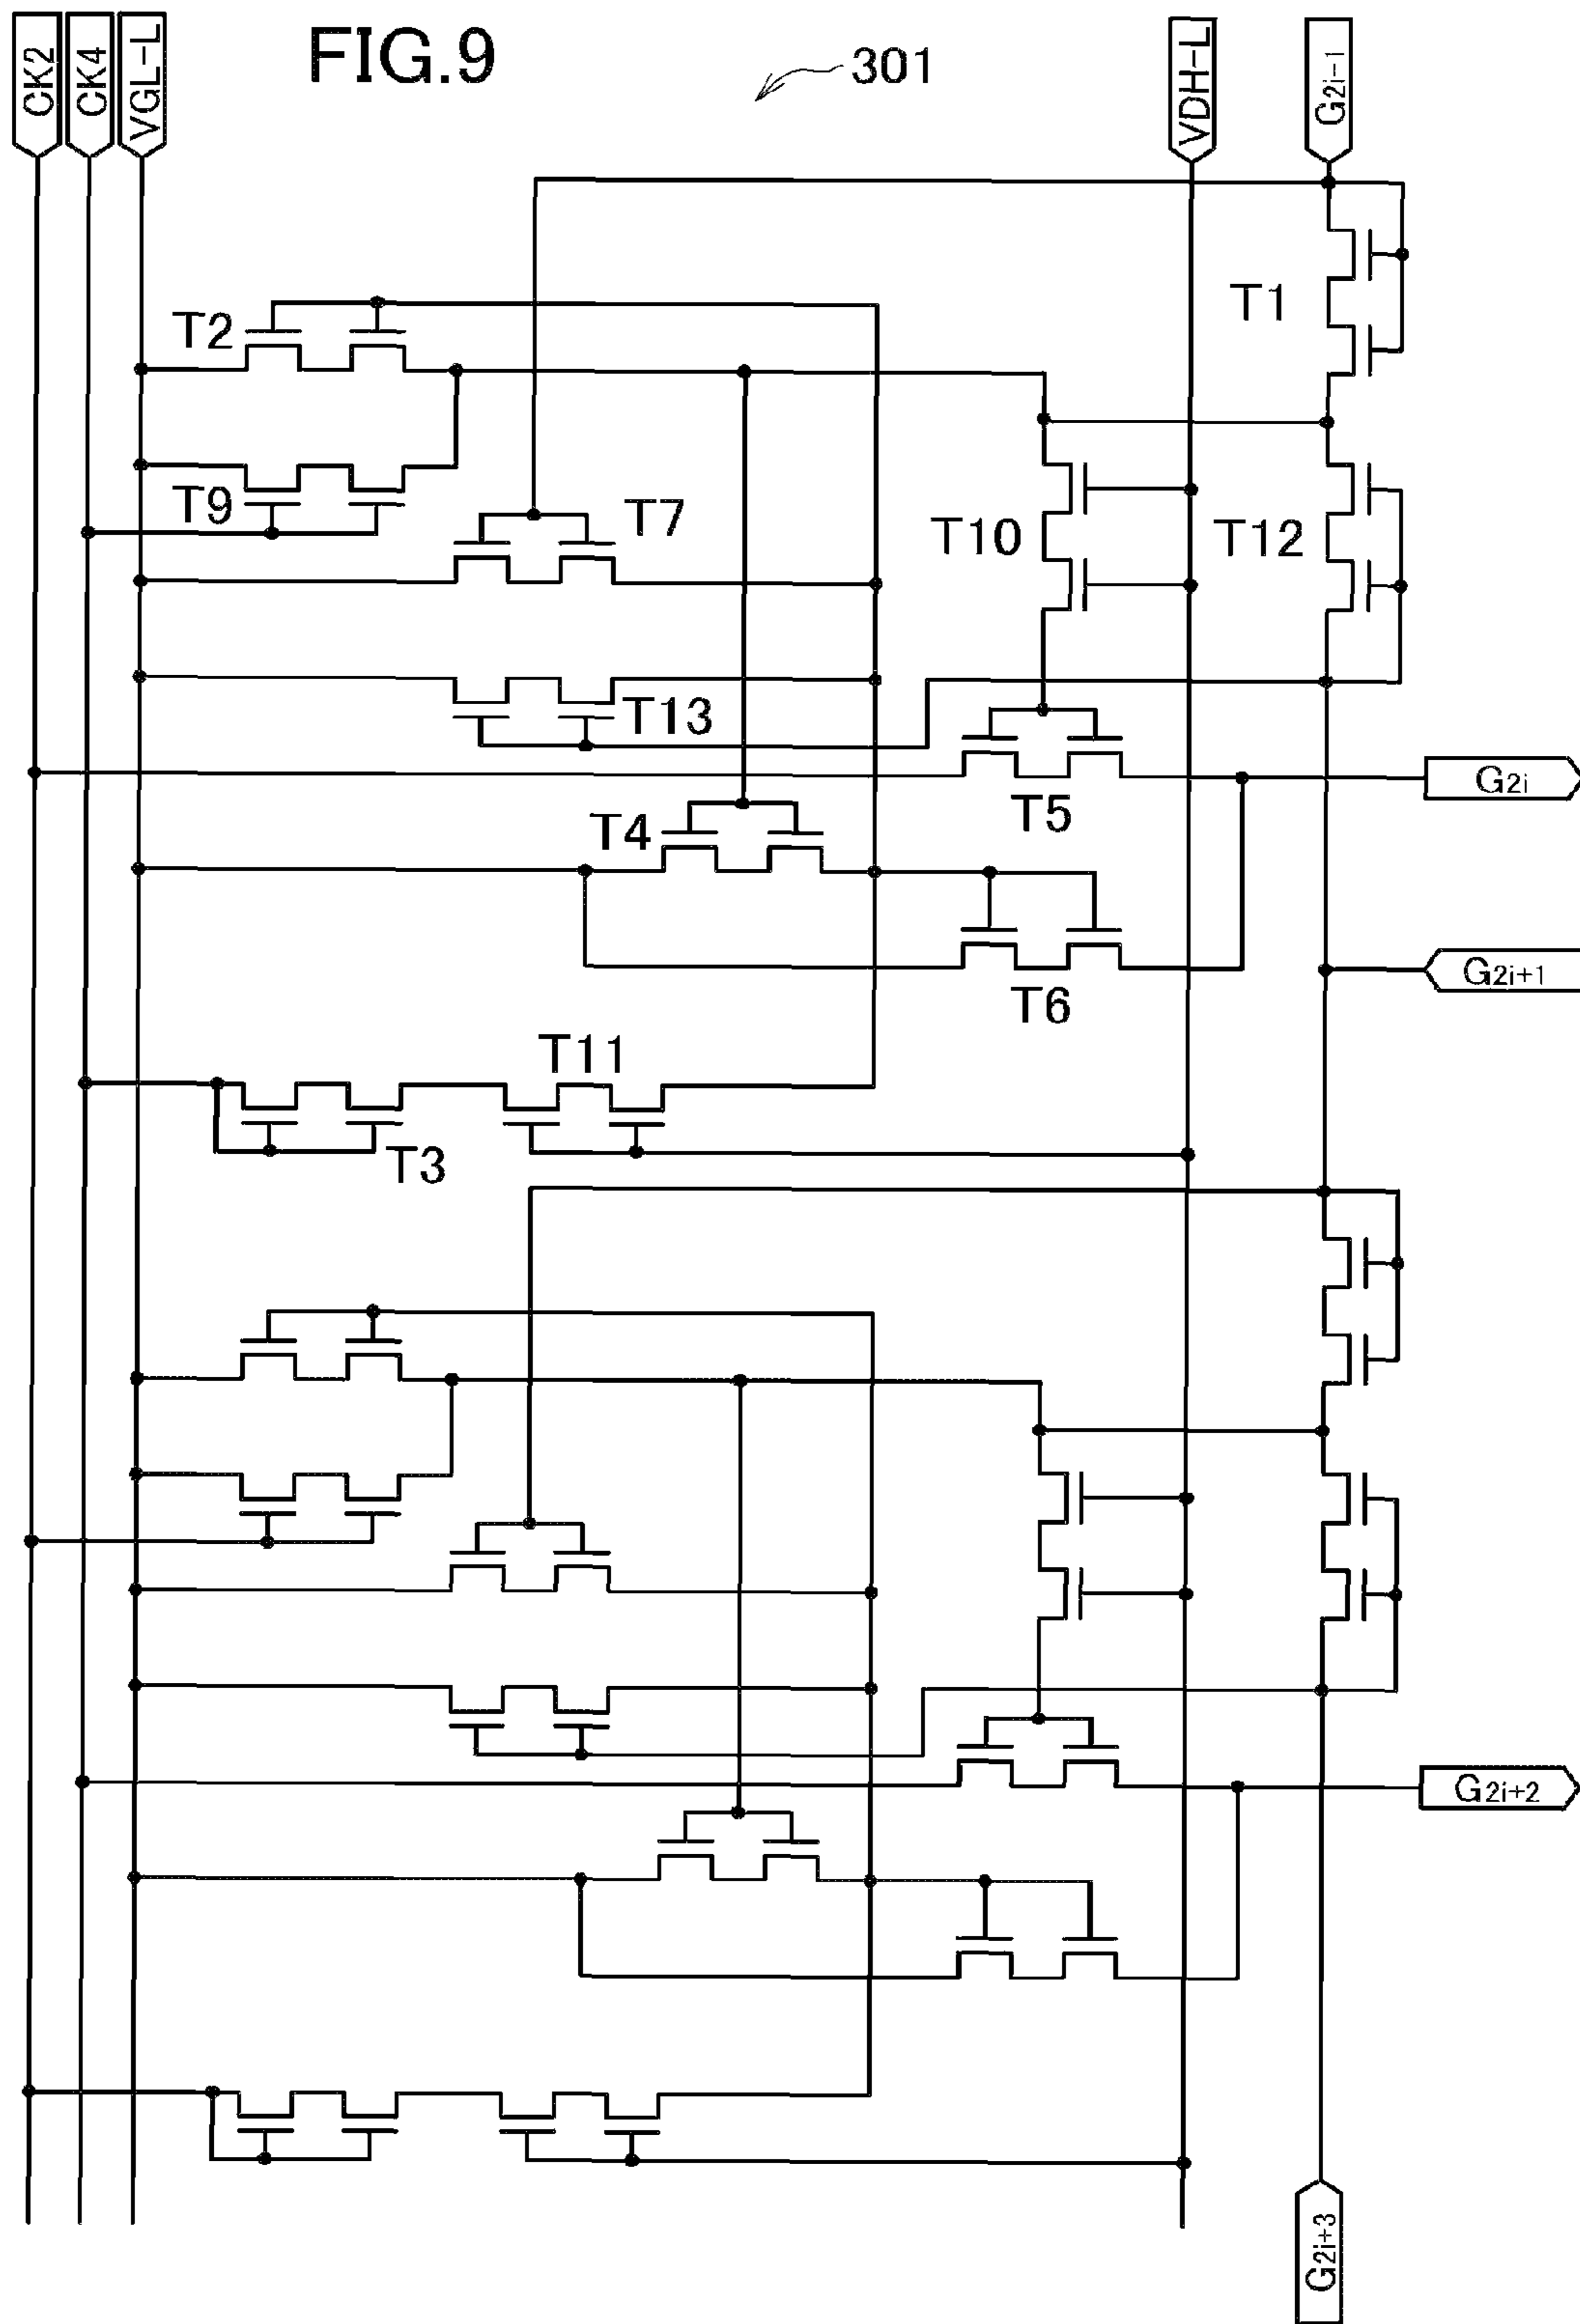 CK2
CK4
VGL-L
FIG.9
301
VDH-L
G2i-1
T1
T2
T9
T7
T10
T12
T13
T5
G2i
T4
T6
G2i+1
T11
T3
G2i+2
G2i+3